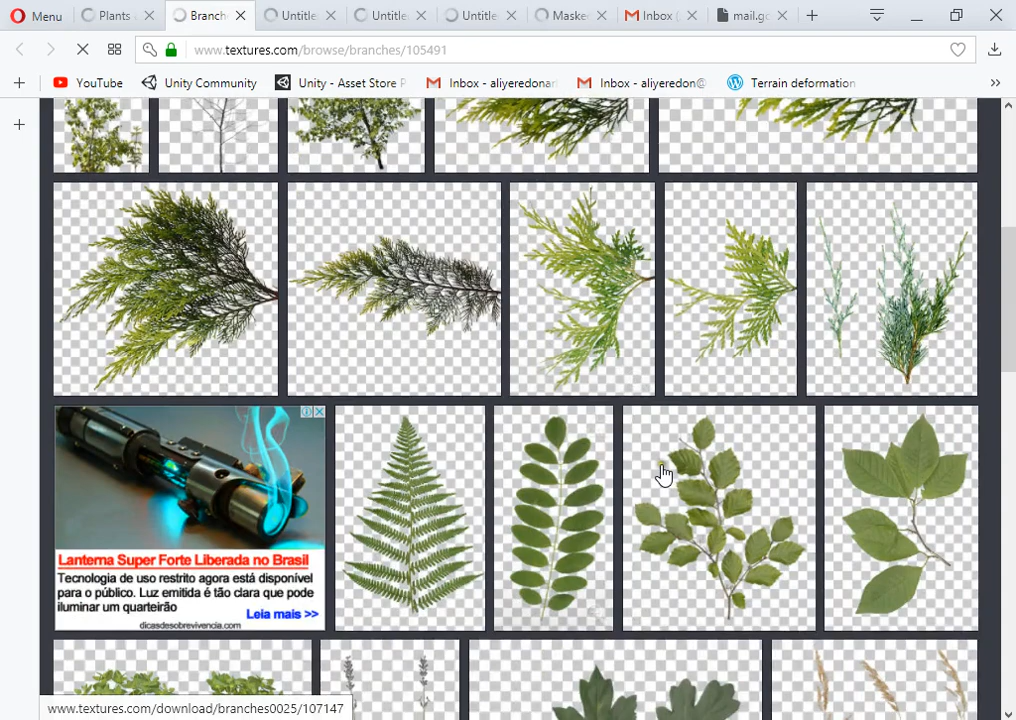 Menu
Plants
Branche
Untitle
Untitle
Untitle
Maske
Inbox (
mail.gc
www.textures.com/browse/branches/105491
YouTube
Unity Community
Unity - Asset Store P
Inbox - aliyeredonar
Inbox - aliyeredon@
Terrain deformation
Lanterna Super Forte Liberada no Brasil
Tecnologia de uso restrito agora está disponível
para o público. Luz emitida é tão clara que pode
iluminar um quarteirão
Leia mais >>
dicasdesobrevivencia.com
www.textures.com/download/branches0025/107147